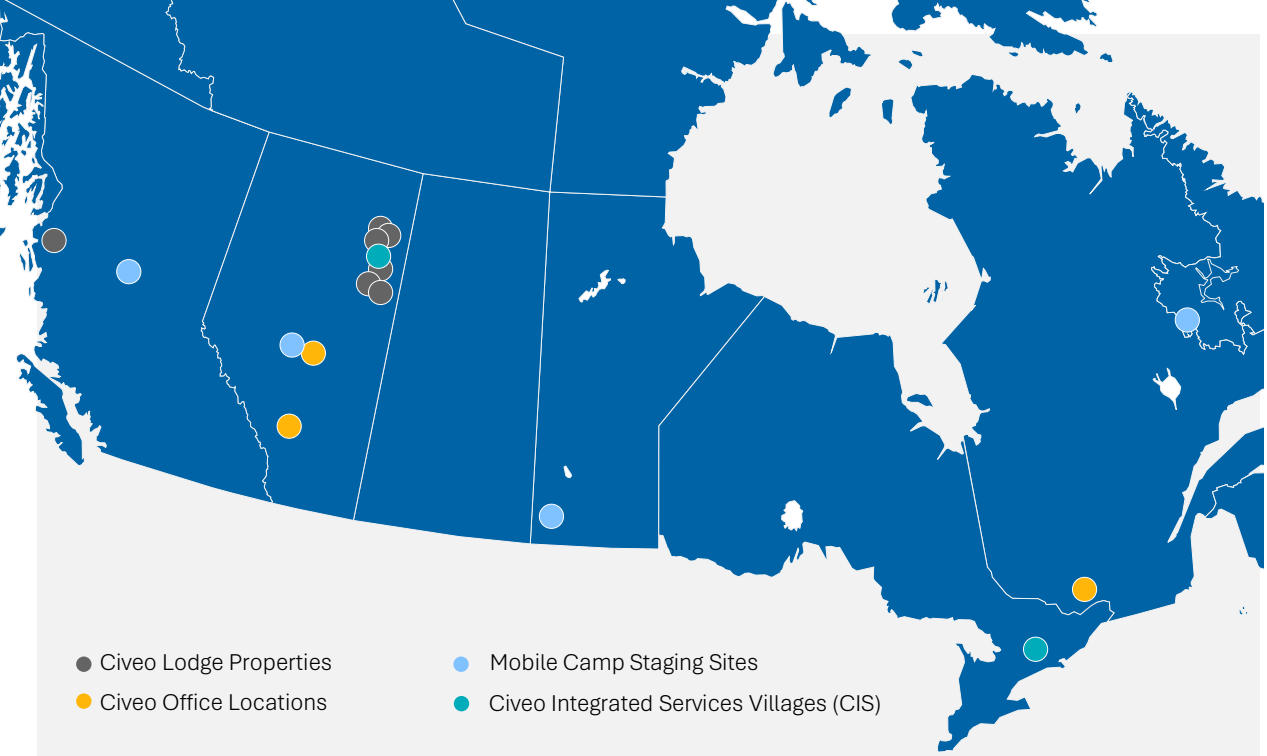 Civeo Lodge Properties
Mobile Camp Staging Sites
Civeo Office Locations
Civeo Integrated Services Villages (CIS)